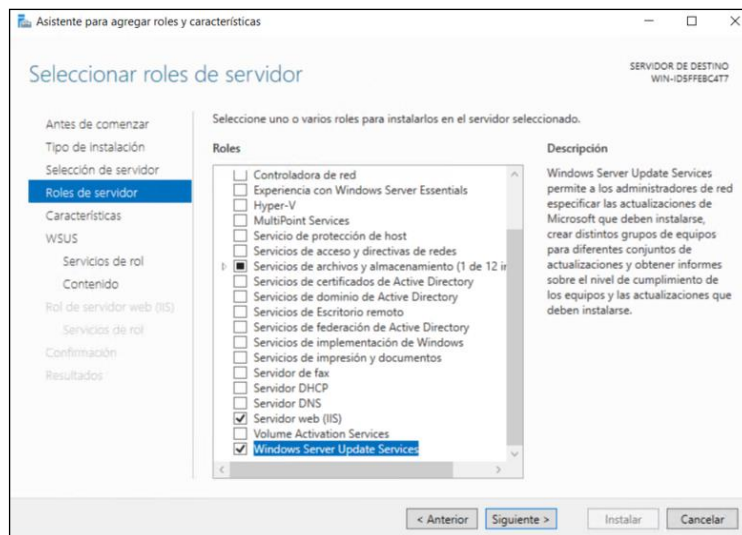 Asistente para agregar roles y características
Seleccionar roles de servidor
SERVIDOR DE DESTINO
WIN-ID5FFEBC4T7
Antes de comenzar
Tipo de instalación
Selección de servidor
Roles de servidor
Características
WSUS
Servicios de rol
Contenido
Rol de servidor web (IIS)
Servicios de rol
Confirmación
Resultados
Seleccione uno o varios roles para instalarlos en el servidor seleccionado.
Roles
Controladora de red
Experiencia con Windows Server Essentials
Hyper-V
MultiPoint Services
Servicio de protección de host
Servicios de acceso y directivas de redes
Servicios de archivos y almacenamiento (1 de 12 in
Servicios de certificados de Active Directory
Servicios de dominio de Active Directory
Servicios de Escritorio remoto
Servicios de federación de Active Directory
Servicios de implementación de Windows
Servicios de impresión y documentos
Servidor de fax
Servidor DHCP
Servidor DNS
Servidor web (IIS)
Volume Activation Services
Windows Server Update Services
Descripción
Windows Server Update Services
permite a los administradores de red
especificar las actualizaciones de
Microsoft que deben instalarse,
crear distintos grupos de equipos
para diferentes conjuntos de
actualizaciones y obtener informes
sobre el nivel de cumplimiento de
los equipos y las actualizaciones que
deben instalarse.
< Anterior
Siguiente >
Instalar
Cancelar